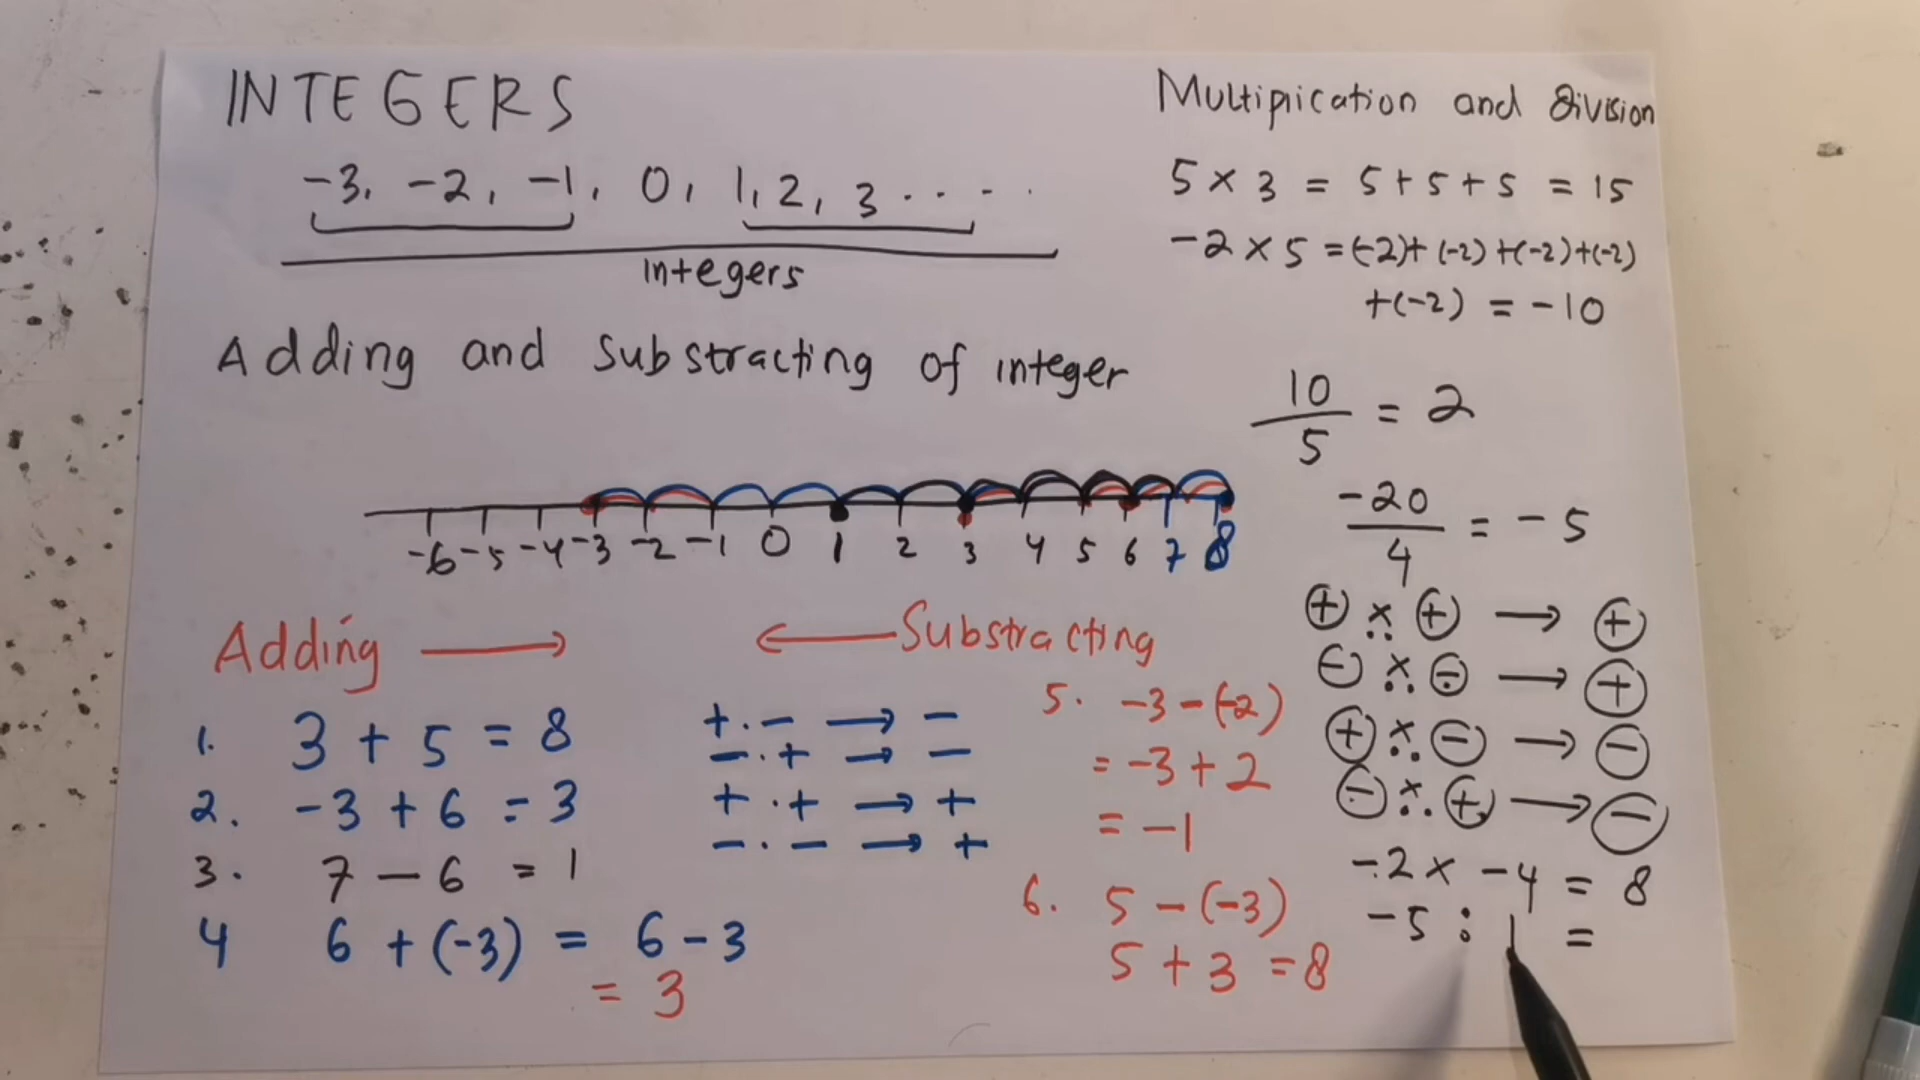 INTEGERS
-3, -2, -1, 0, 1, 2, 3 . . . .
Integers
Adding and Substracting of integer
-6 -5 -4 -3 -2 -1 0 1 2 3 4 5 6 7 8
Adding → ← Substracting
1. 3 + 5 = 8
2. -3 + 6 = 3
3. 7 - 6 = 1
4 6 + (-3) = 6 - 3
= 3
+ . - → -
- . + → -
+ . + → +
- . - → +
5. -3 - (-2)
= -3 + 2
= -1
6. 5 - (-3)
5 + 3 = 8
Multiplication and Division
5 × 3 = 5 + 5 + 5 = 15
-2 × 5 = (-2) + (-2) + (-2) + (-2)
+ (-2) = -10
10
5
= 2
-20
4
= -5
+ × : + → +
- × : - → +
+ × : - → -
- × : + → -
-2 × -4 = 8
-5 : 1 =